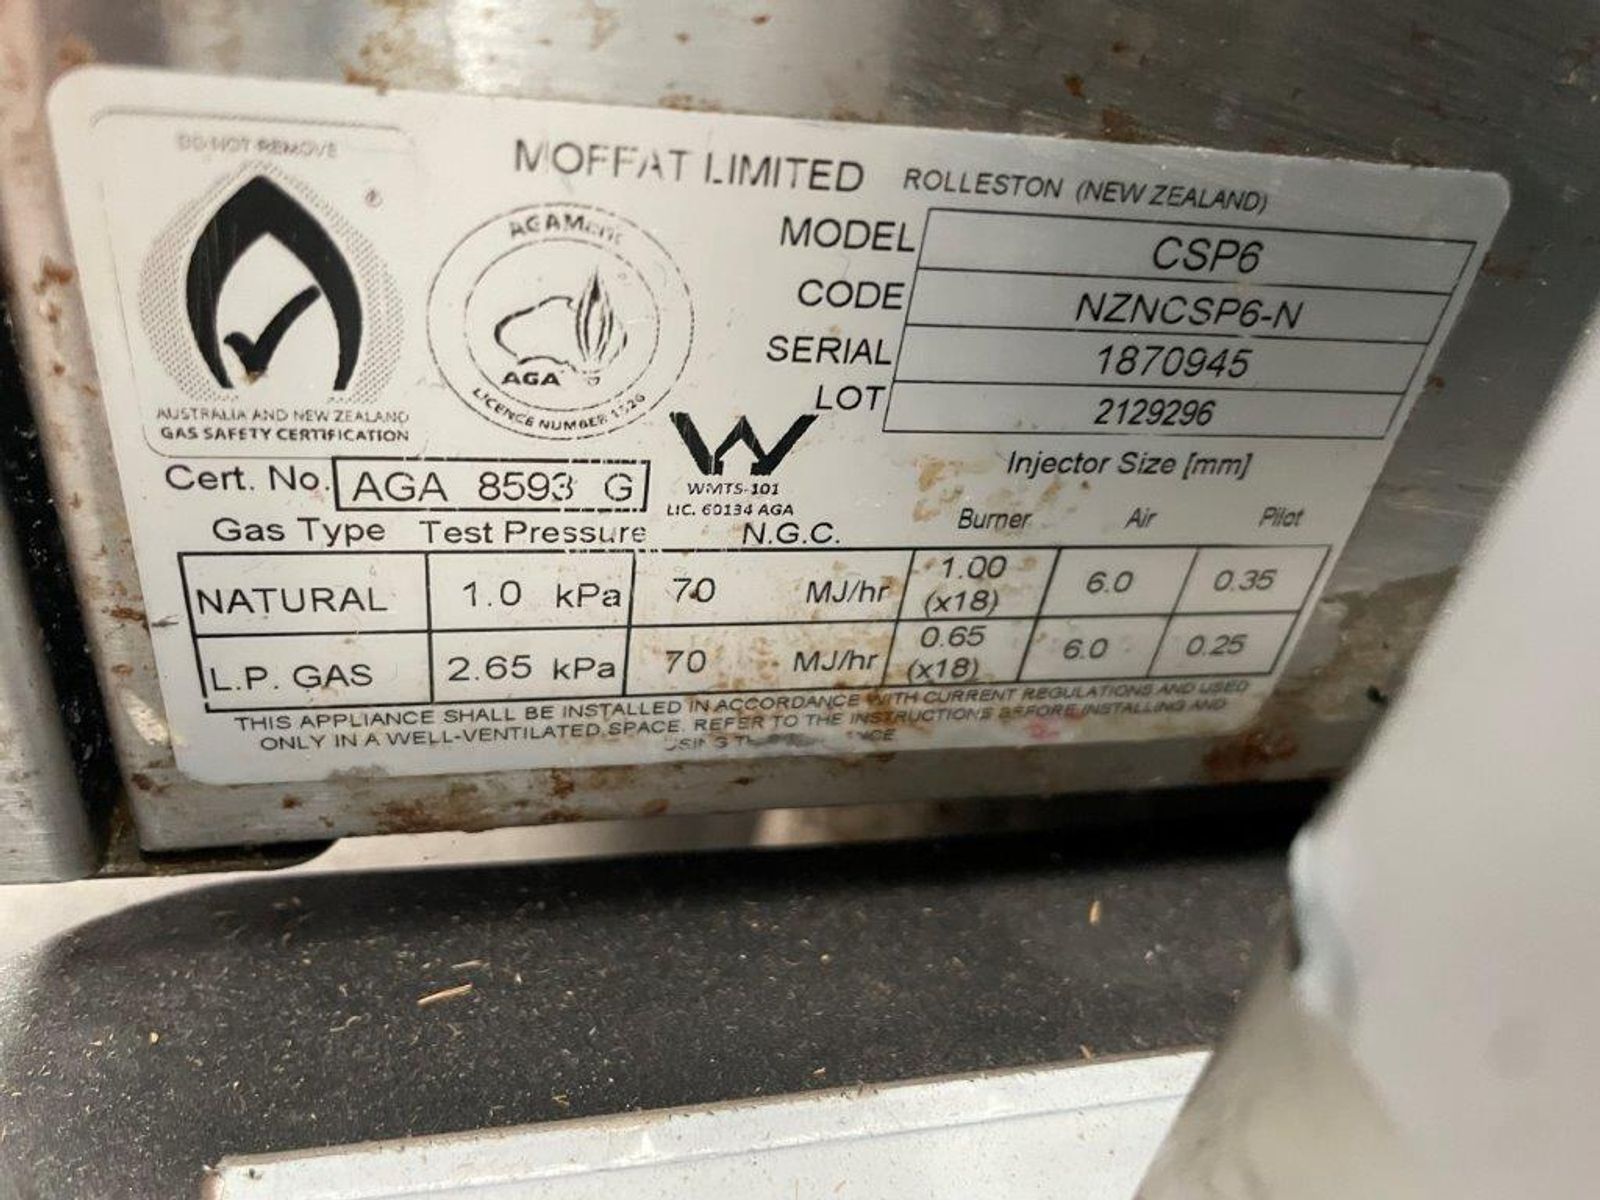 DO NOT REMOVE
®
MOFFAT LIMITED ROLLESTON (NEW ZEALAND)
AGA
LICENCE NUMBER 1520
AUSTRALIA AND NEW ZEALAND
GAS SAFETY CERTIFICATION
MODEL CSP6
CODE NZNCSP6-N
SERIAL 1870945
LOT 2129296
WMTS-101
LIC. 60134 AGA
Cert. No. AGA 8593 G
Injector Size [mm]
Gas Type Test Pressure N.G.C. Burner Air Pilot
NATURAL 1.0 kPa 70 MJ/hr 1.00 (x18) 6.0 0.35
L.P. GAS 2.65 kPa 70 MJ/hr 0.65 (x18) 6.0 0.25
THIS APPLIANCE SHALL BE INSTALLED IN ACCORDANCE WITH CURRENT REGULATIONS AND USED
ONLY IN A WELL-VENTILATED SPACE. REFER TO THE INSTRUCTIONS BEFORE INSTALLING AND
USING